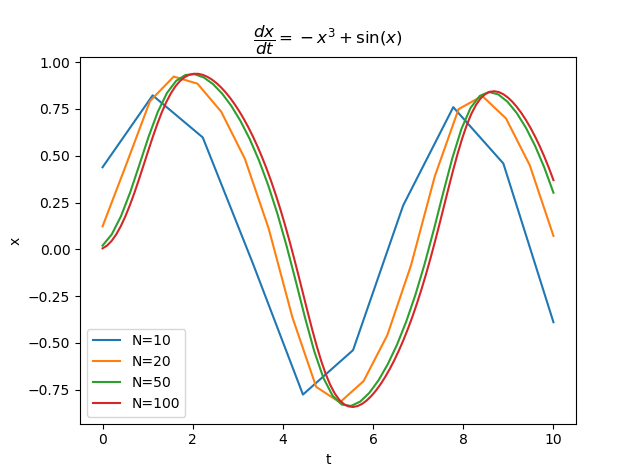 dx/dt = −x³ + sin(x)
1.00
0.75
0.50
0.25
0.00
−0.25
−0.50
−0.75
x
N=10
N=20
N=50
N=100
0 2 4 6 8 10
t